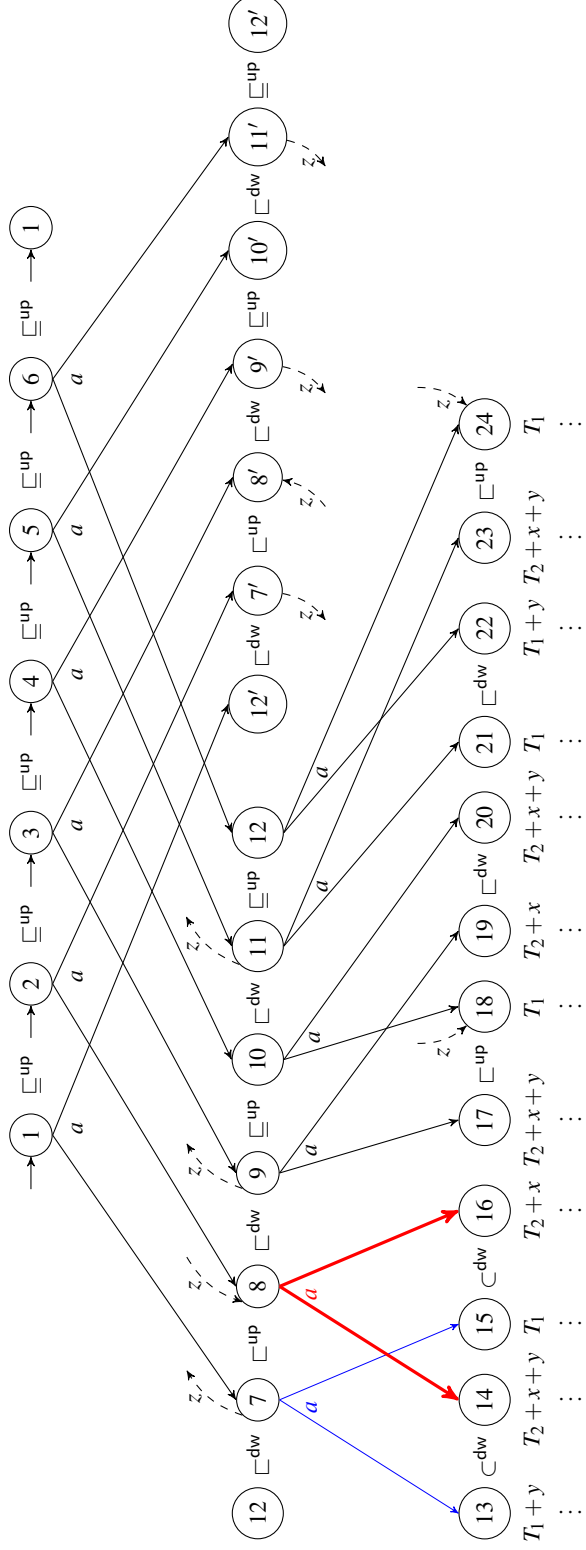 1 ⊑^up 2 ⊑^up 3 ⊑^up 4 ⊑^up 5 ⊑^up 6 ⊑^up 1
a a a a a a
z z z z
12 ⊏^dw 7 ⊏^up 8 ⊏^dw 9 ⊑^up 10 ⊏^dw 11 ⊑^up 12 12′ ⊏^dw 7′ ⊏^up 8′ ⊏^dw 9′ ⊑^up 10′ ⊏^dw 11′ ⊑^up 12′
z z z z
a a a a a a
z z
13 ⊂^dw 14 15 ⊂^dw 16 17 ⊏^up 18 19 ⊏^dw 20 21 ⊏^dw 22 23 ⊏^up 24
T₁+y T₂+x+y T₁ T₂+x T₂+x+y T₁ T₂+x T₂+x+y T₁ T₁+y T₂+x+y T₁
⋮ ⋮ ⋮ ⋮ ⋮ ⋮ ⋮ ⋮ ⋮ ⋮ ⋮ ⋮